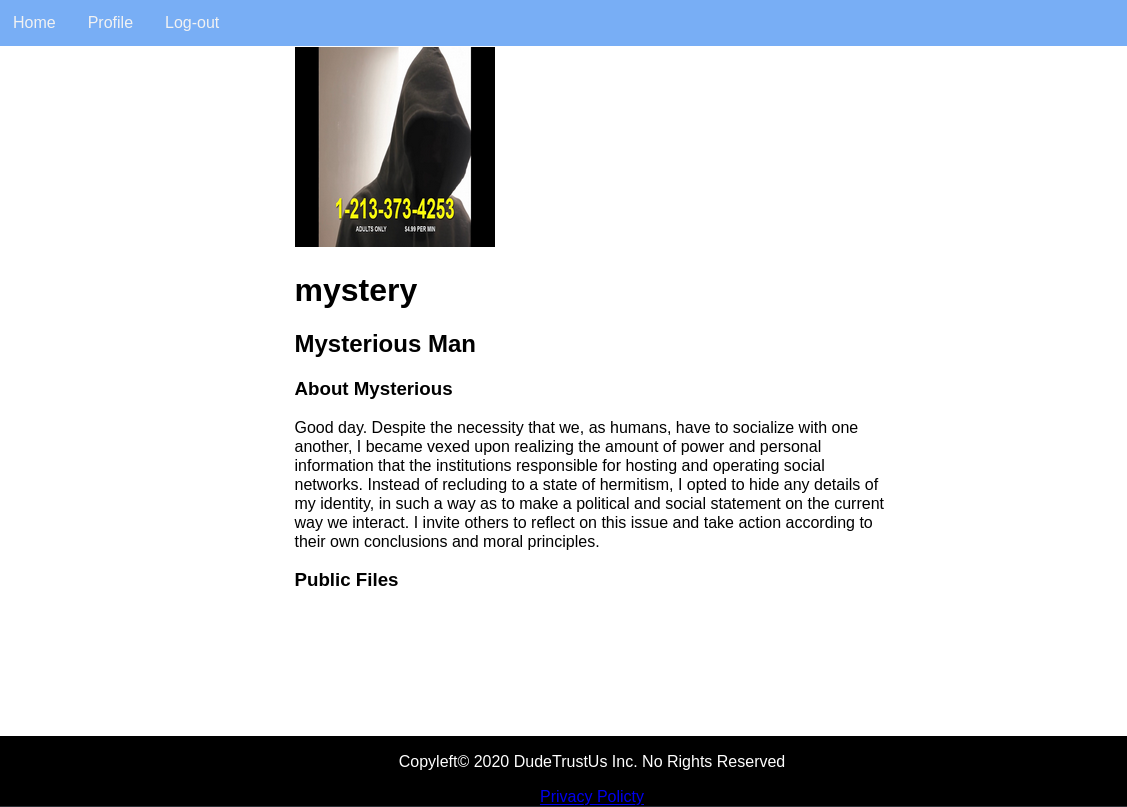 Home Profile Log-out
1-213-373-4253
ADULTS ONLY $4.99 PER MIN
mystery
Mysterious Man
About Mysterious
Good day. Despite the necessity that we, as humans, have to socialize with one
another, I became vexed upon realizing the amount of power and personal
information that the institutions responsible for hosting and operating social
networks. Instead of recluding to a state of hermitism, I opted to hide any details of
my identity, in such a way as to make a political and social statement on the current
way we interact. I invite others to reflect on this issue and take action according to
their own conclusions and moral principles.
Public Files
Copyleft© 2020 DudeTrustUs Inc. No Rights Reserved
Privacy Policty